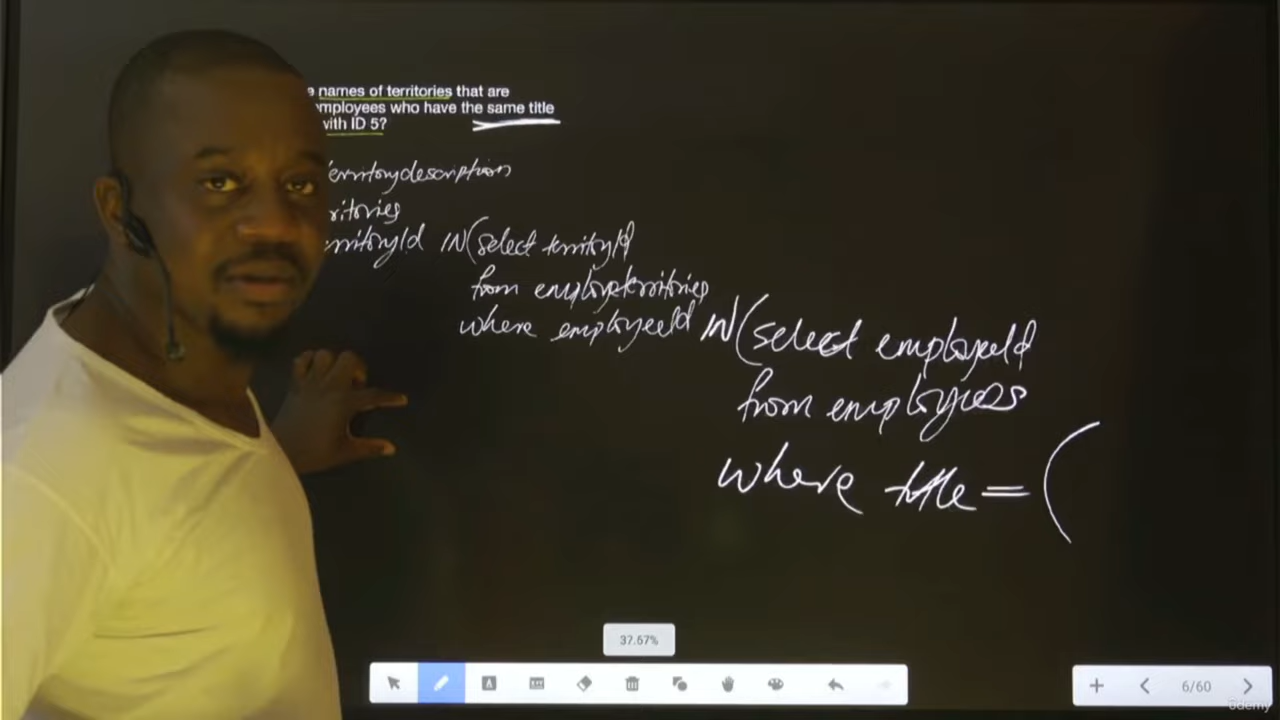 e names of territories that are
mployees who have the same title
with ID 5?
erritorydescription
ritories
rritoryId IN(select territoryId
from employeeterritories
where employeeId IN(select employeeId
from employees
where title = (
37.67%
6/60
ûdemy